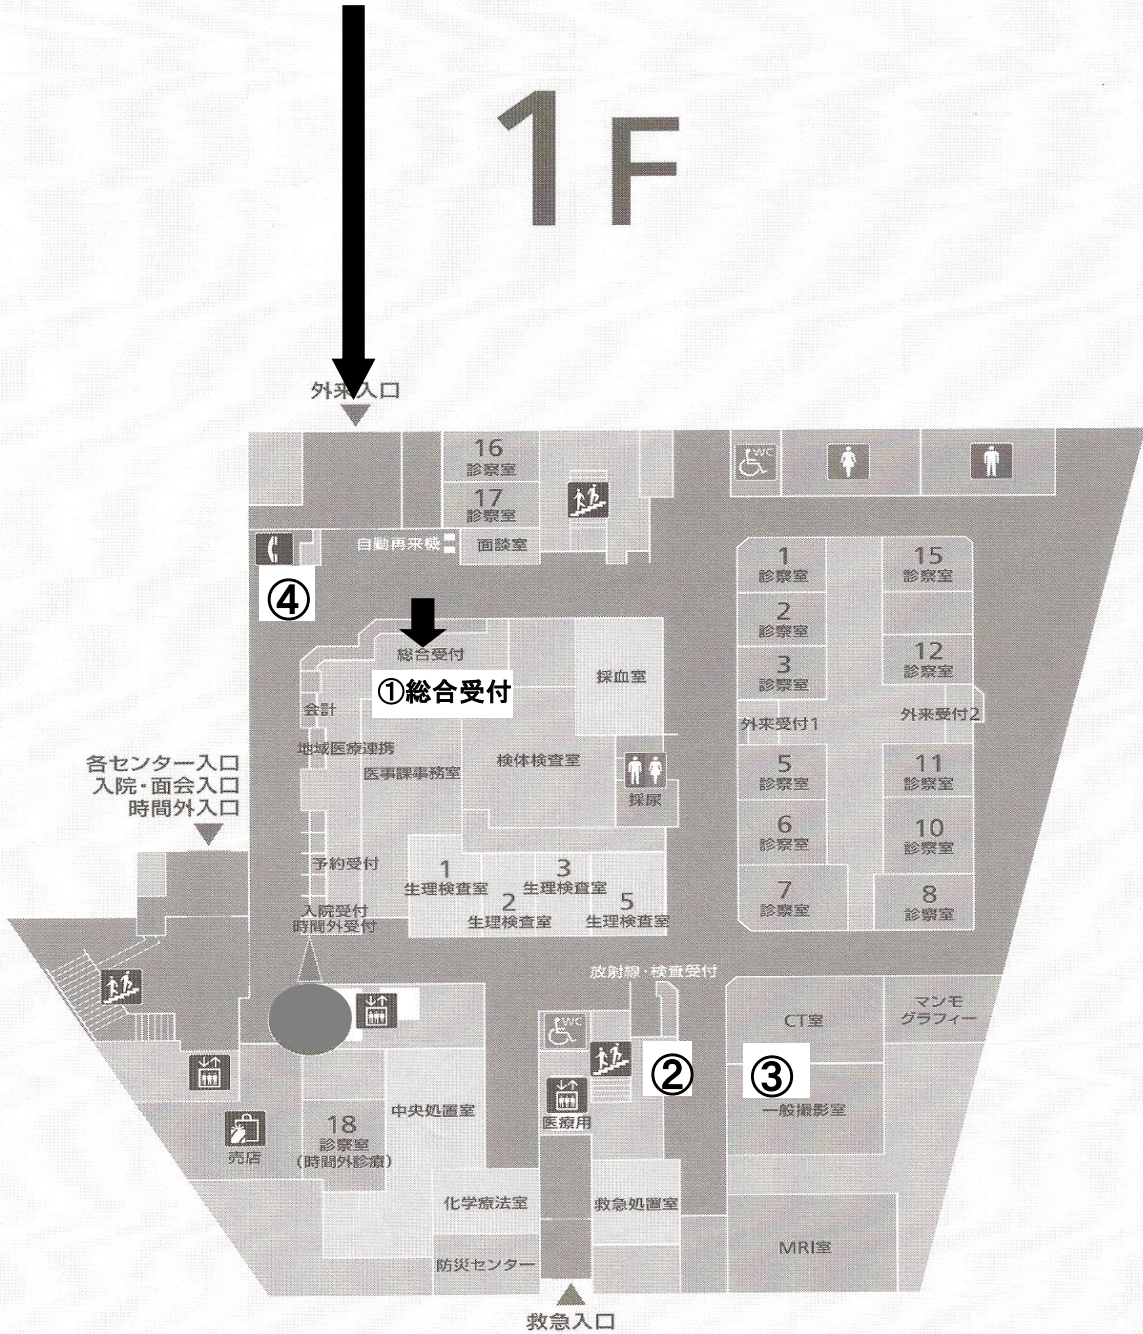 1F
外来入口
16
診察室
17
診察室
WC
自動再来機
面談室
④
総合受付
①総合受付
採血室
1
診察室
15
診察室
2
診察室
3
診察室
12
診察室
外来受付1
外来受付2
会計
地域医療連携
医事課事務室
検体検査室
採尿
各センター入口
入院・面会入口
時間外入口
5
診察室
11
診察室
6
診察室
10
診察室
7
診察室
8
診察室
予約受付
1
生理検査室
3
生理検査室
2
生理検査室
5
生理検査室
入院受付
時間外受付
放射線・検査受付
WC
CT室
マンモ
グラフィー
②
③
一般撮影室
医療用
中央処置室
売店
18
診察室
(時間外診療)
化学療法室
救急処置室
防災センター
MRI室
救急入口